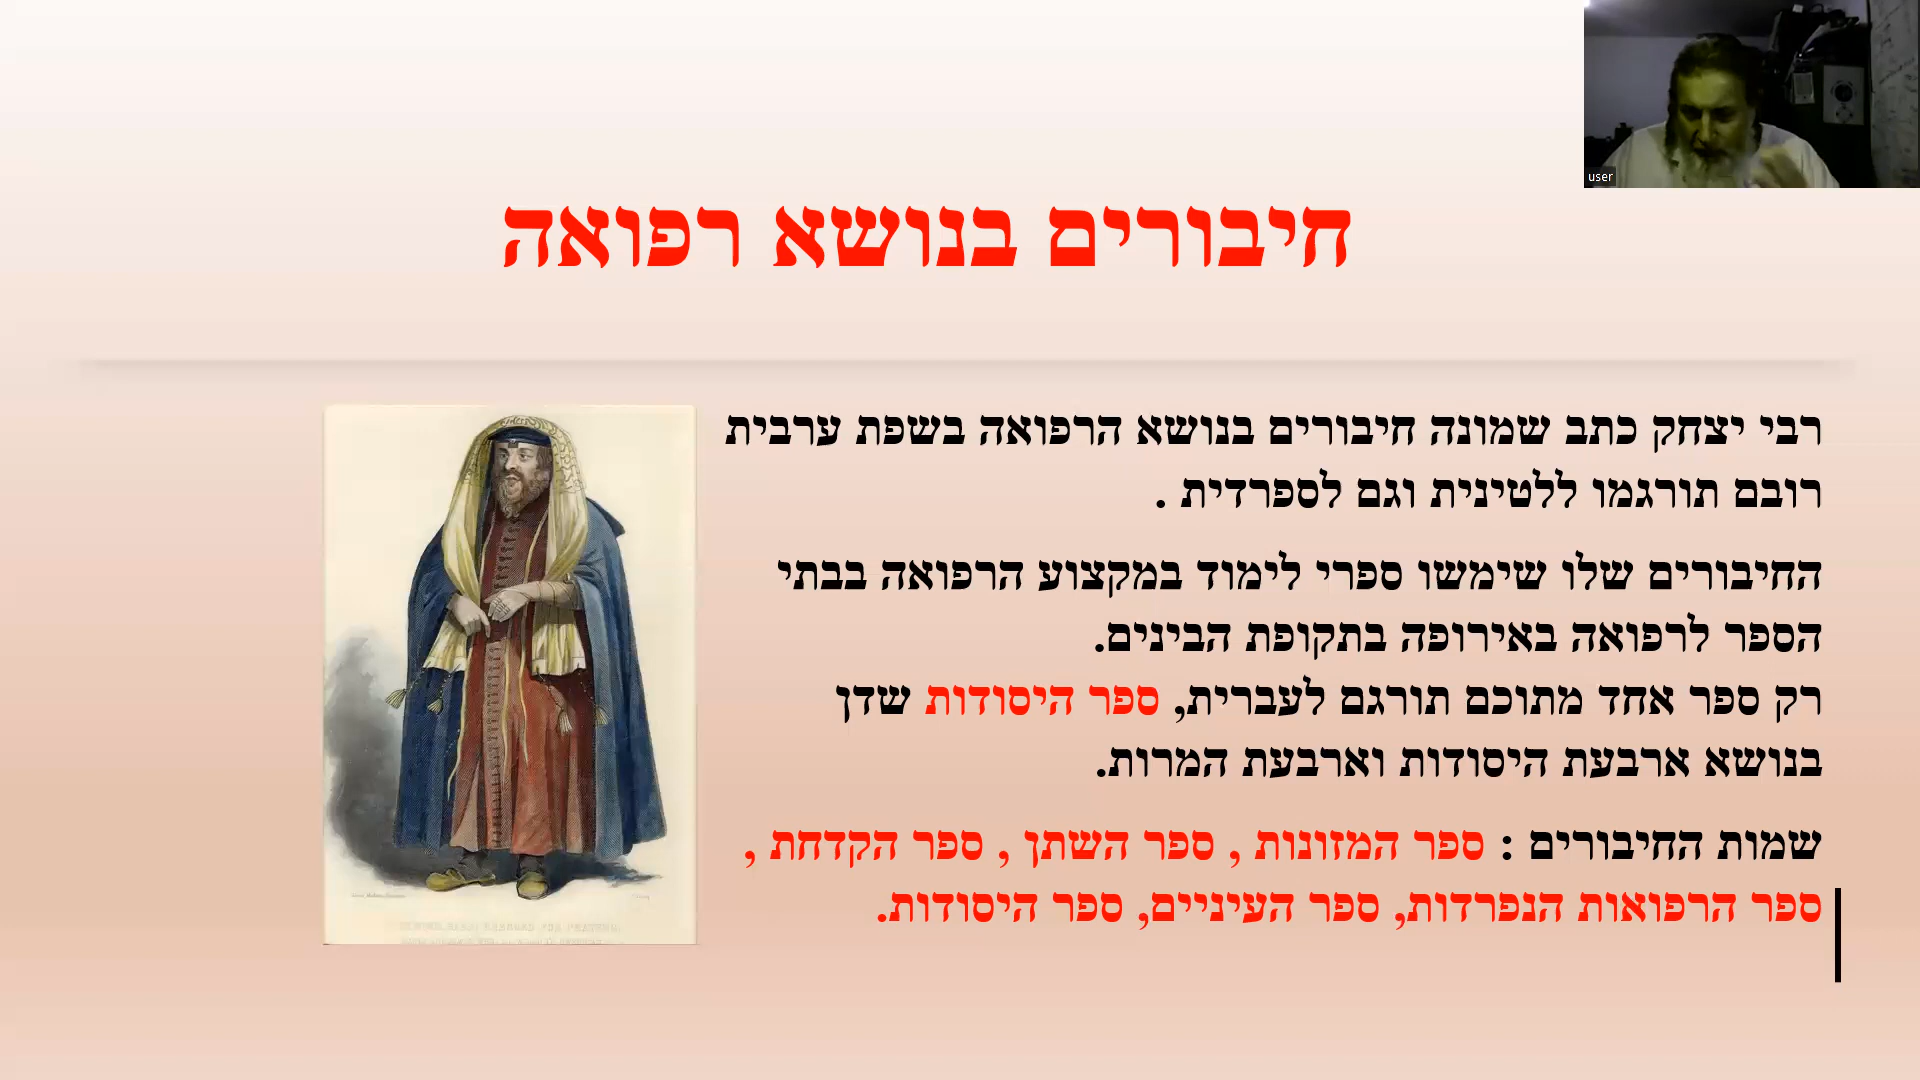 user
חיבורים בנושא רפואה
רבי יצחק כתב שמונה חיבורים בנושא הרפואה בשפת ערבית
רובם תורגמו ללטינית וגם לספרדית .
החיבורים שלו שימשו ספרי לימוד במקצוע הרפואה בבתי
הספר לרפואה באירופה בתקופת הבינים.
רק ספר אחד מתוכם תורגם לעברית, ספר היסודות שדן
בנושא ארבעת היסודות וארבעת המרות.
שמות החיבורים : ספר המזונות , ספר השתן , ספר הקדחת ,
ספר הרפואות הנפרדות, ספר העיניים, ספר היסודות.